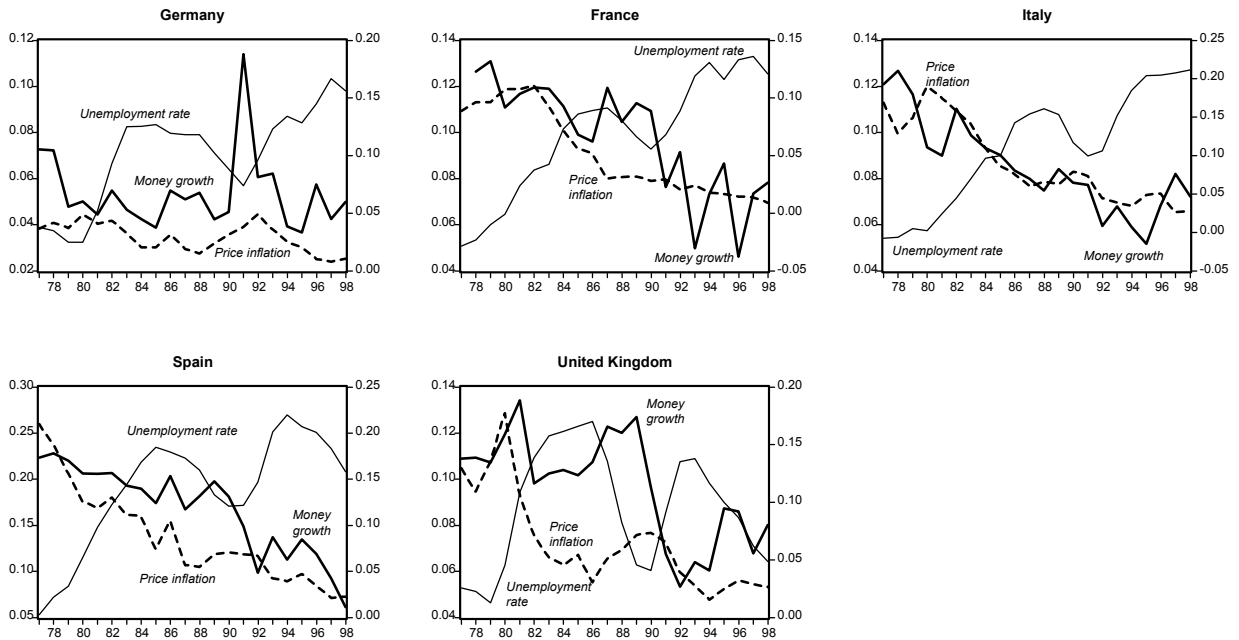 Germany
0.12
0.10
0.08
0.06
0.04
0.02
0.20
0.15
0.10
0.05
0.00
Unemployment rate
Money growth
Price inflation
78 80 82 84 86 88 90 92 94 96 98
France
0.14
0.12
0.10
0.08
0.06
0.04
0.15
0.10
0.05
0.00
-0.05
Unemployment rate
Price
inflation
Money growth
78 80 82 84 86 88 90 92 94 96 98
Italy
0.14
0.12
0.10
0.08
0.06
0.04
0.25
0.20
0.15
0.10
0.05
0.00
-0.05
Price
inflation
Unemployment rate
Money growth
78 80 82 84 86 88 90 92 94 96 98
Spain
0.30
0.25
0.20
0.15
0.10
0.05
0.25
0.20
0.15
0.10
0.05
0.00
Unemployment rate
Money
growth
Price inflation
78 80 82 84 86 88 90 92 94 96 98
United Kingdom
0.14
0.12
0.10
0.08
0.06
0.04
0.20
0.15
0.10
0.05
0.00
Money
growth
Price
inflation
Unemployment
rate
78 80 82 84 86 88 90 92 94 96 98